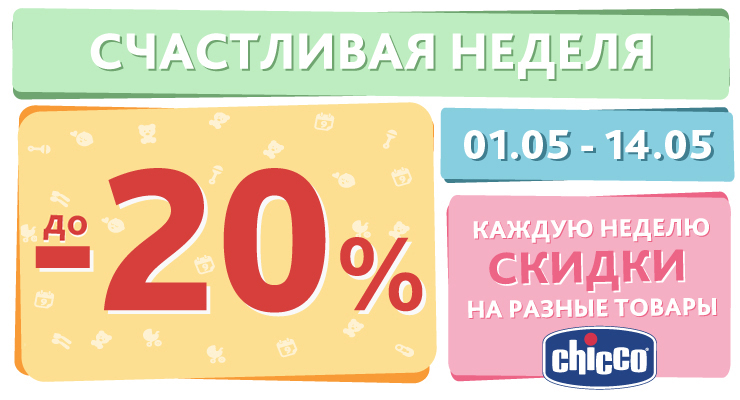 СЧАСТЛИВАЯ НЕДЕЛЯ
до
-20%
01.05 - 14.05
КАЖДУЮ НЕДЕЛЮ
СКИДКИ
НА РАЗНЫЕ ТОВАРЫ
chicco